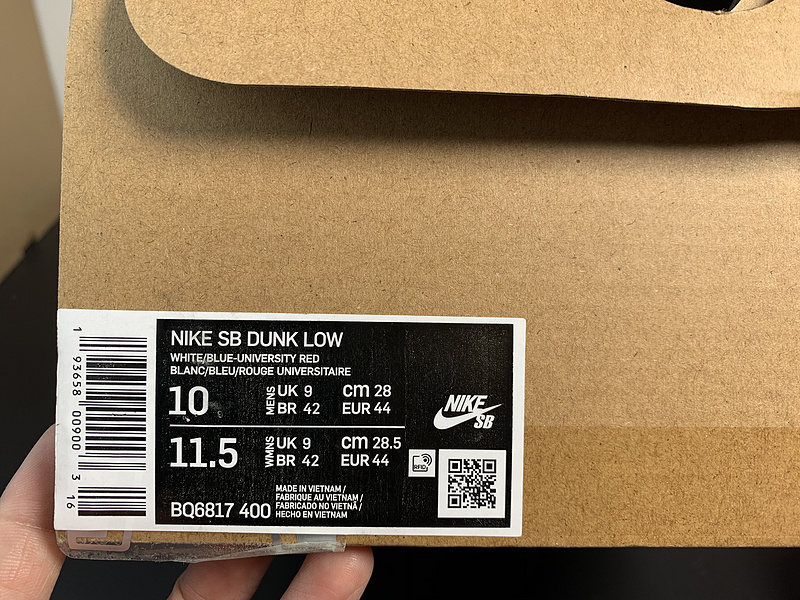 NIKE SB DUNK LOW
WHITE/BLUE-UNIVERSITY RED
BLANC/BLEU/ROUGE UNIVERSITAIRE
10 MENS UK 9 cm 28
BR 42 EUR 44
11.5 WMNS UK 9 cm 28.5
BR 42 EUR 44
BQ6817 400
MADE IN VIETNAM /
FABRIQUE AU VIETNAM /
FABRICADO NO VIETNÃ /
HECHO EN VIETNAM
NIKE
SB
RFID
1 93658 00900 3 16